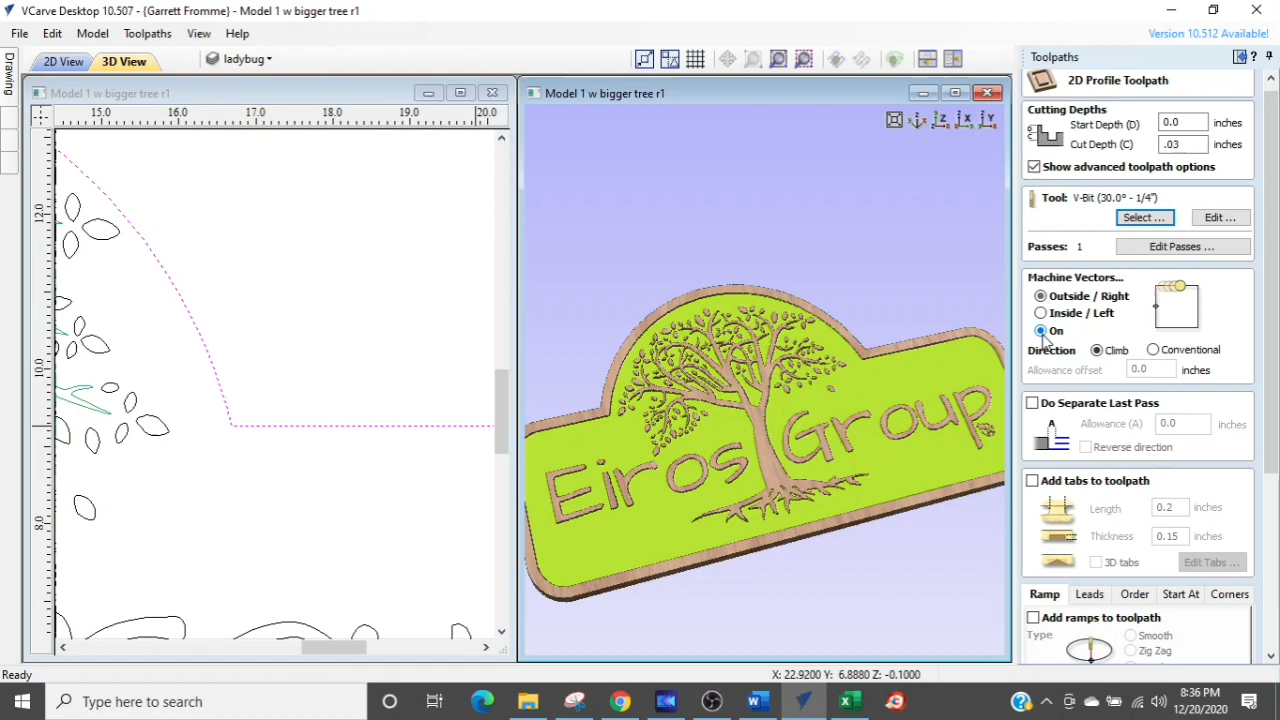 VCarve Desktop 10.507 - {Garrett Fromme} - Model 1 w bigger tree r1
File Edit Model Toolpaths View Help
Version 10.512 Available!
Drawing
2D View
3D View
ladybug
Model 1 w bigger tree r1
15.0 16.0 17.0 18.0 19.0 20.0
12.0
10.0
8.0
Model 1 w bigger tree r1
Z X Y
Eiros Group
Toolpaths
2D Profile Toolpath
Cutting Depths
Start Depth (D) 0.0 inches
Cut Depth (C) .03 inches
Show advanced toolpath options
Tool: V-Bit (30.0° - 1/4")
Select ... Edit ...
Passes: 1 Edit Passes ...
Machine Vectors...
Outside / Right
Inside / Left
On
Direction Climb Conventional
Allowance offset 0.0 inches
Do Separate Last Pass
Allowance (A) 0.0 inches
Reverse direction
A
Add tabs to toolpath
Length 0.2 inches
Thickness 0.15 inches
3D tabs Edit Tabs ...
Ramp Leads Order Start At Corners
Add ramps to toolpath
Type Smooth
Zig Zag
Ready
X: 22.9200 Y: 6.8880 Z: -0.1000
Type here to search
8:36 PM
12/20/2020